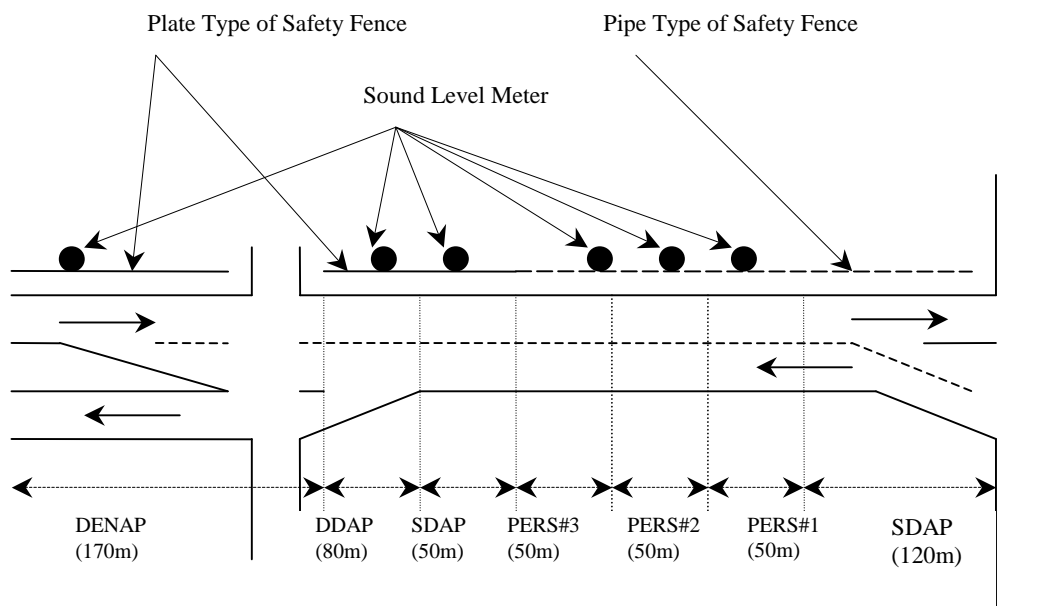 Plate Type of Safety Fence
Pipe Type of Safety Fence
Sound Level Meter
DENAP
(170m)
DDAP
(80m)
SDAP
(50m)
PERS#3
(50m)
PERS#2
(50m)
PERS#1
(50m)
SDAP
(120m)